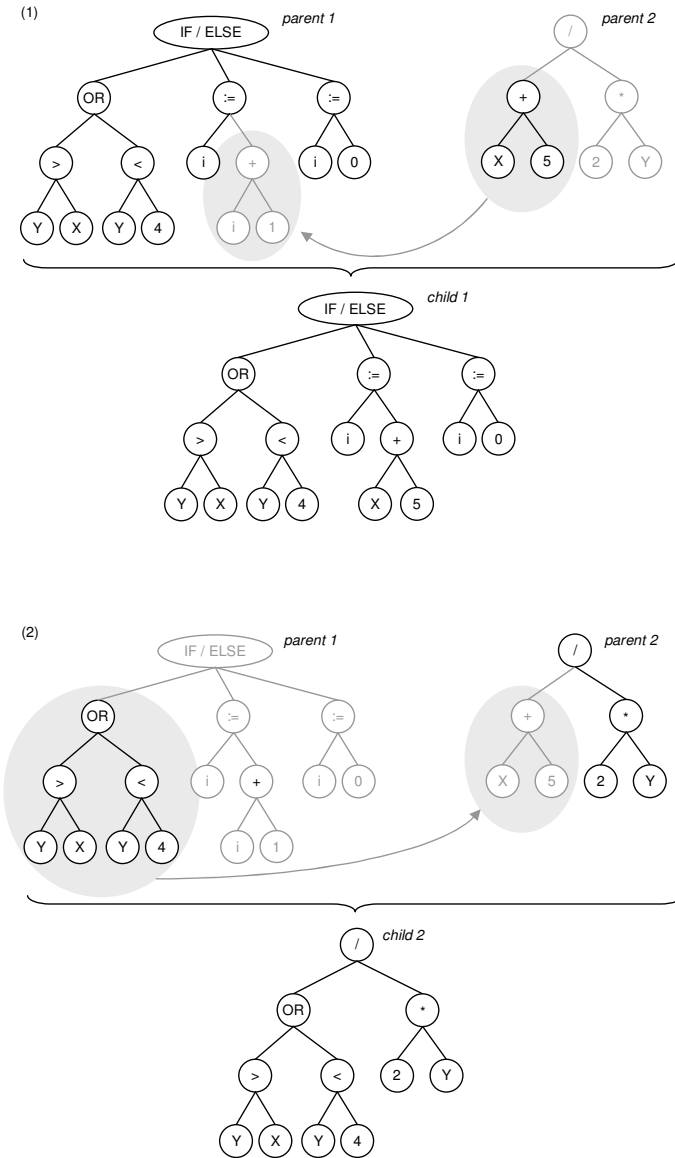 (1) IF / ELSE parent 1 / parent 2
OR := := + *
> < i + i 0 X 5 2 Y
Y X Y 4 i 1
IF / ELSE child 1
OR := :=
> < i + i 0
Y X Y 4 X 5
(2) IF / ELSE parent 1 / parent 2
OR := := + *
> < i + i 0 X 5 2 Y
Y X Y 4 i 1
/ child 2
OR *
> < 2 Y
Y X Y 4